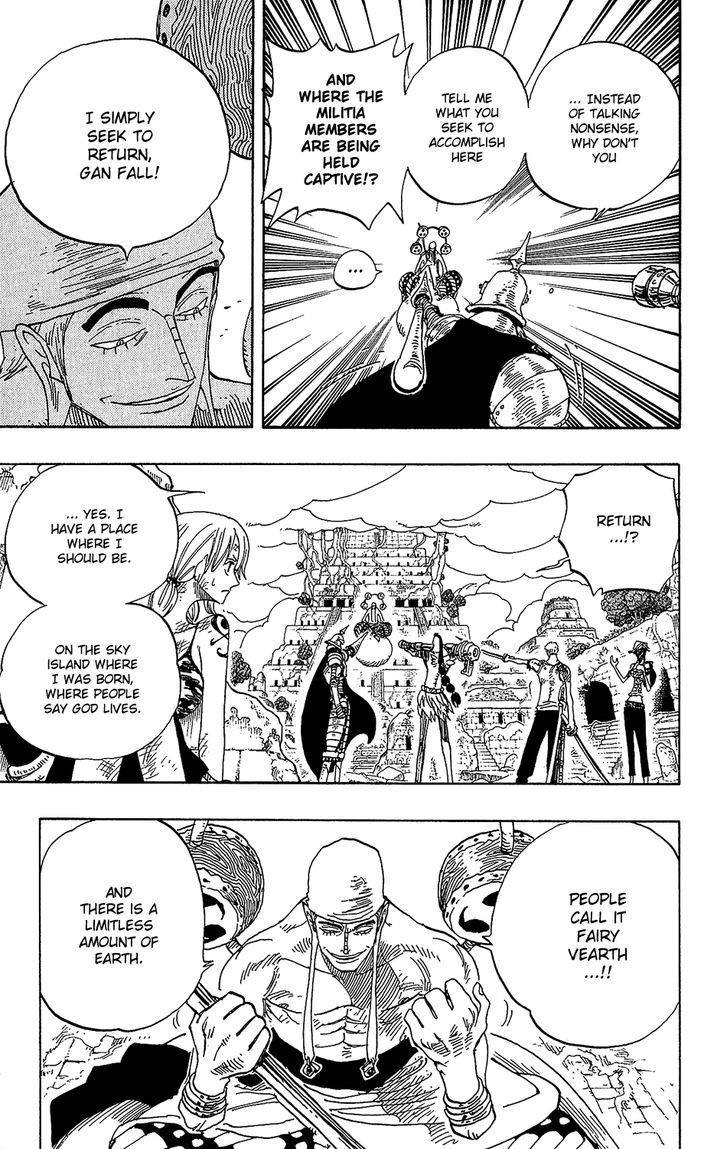 ... INSTEAD
OF TALKING
NONSENSE,
WHY DON'T
YOU
TELL ME
WHAT YOU
SEEK TO
ACCOMPLISH
HERE
AND
WHERE THE
MILITIA
MEMBERS
ARE BEING
HELD
CAPTIVE!?
...
I SIMPLY
SEEK TO
RETURN,
GAN FALL!
RETURN
...!?
... YES. I
HAVE A PLACE
WHERE I
SHOULD BE.
ON THE SKY
ISLAND WHERE
I WAS BORN,
WHERE PEOPLE
SAY GOD LIVES.
PEOPLE
CALL IT
FAIRY
VEARTH
...!!
AND
THERE IS A
LIMITLESS
AMOUNT OF
EARTH.